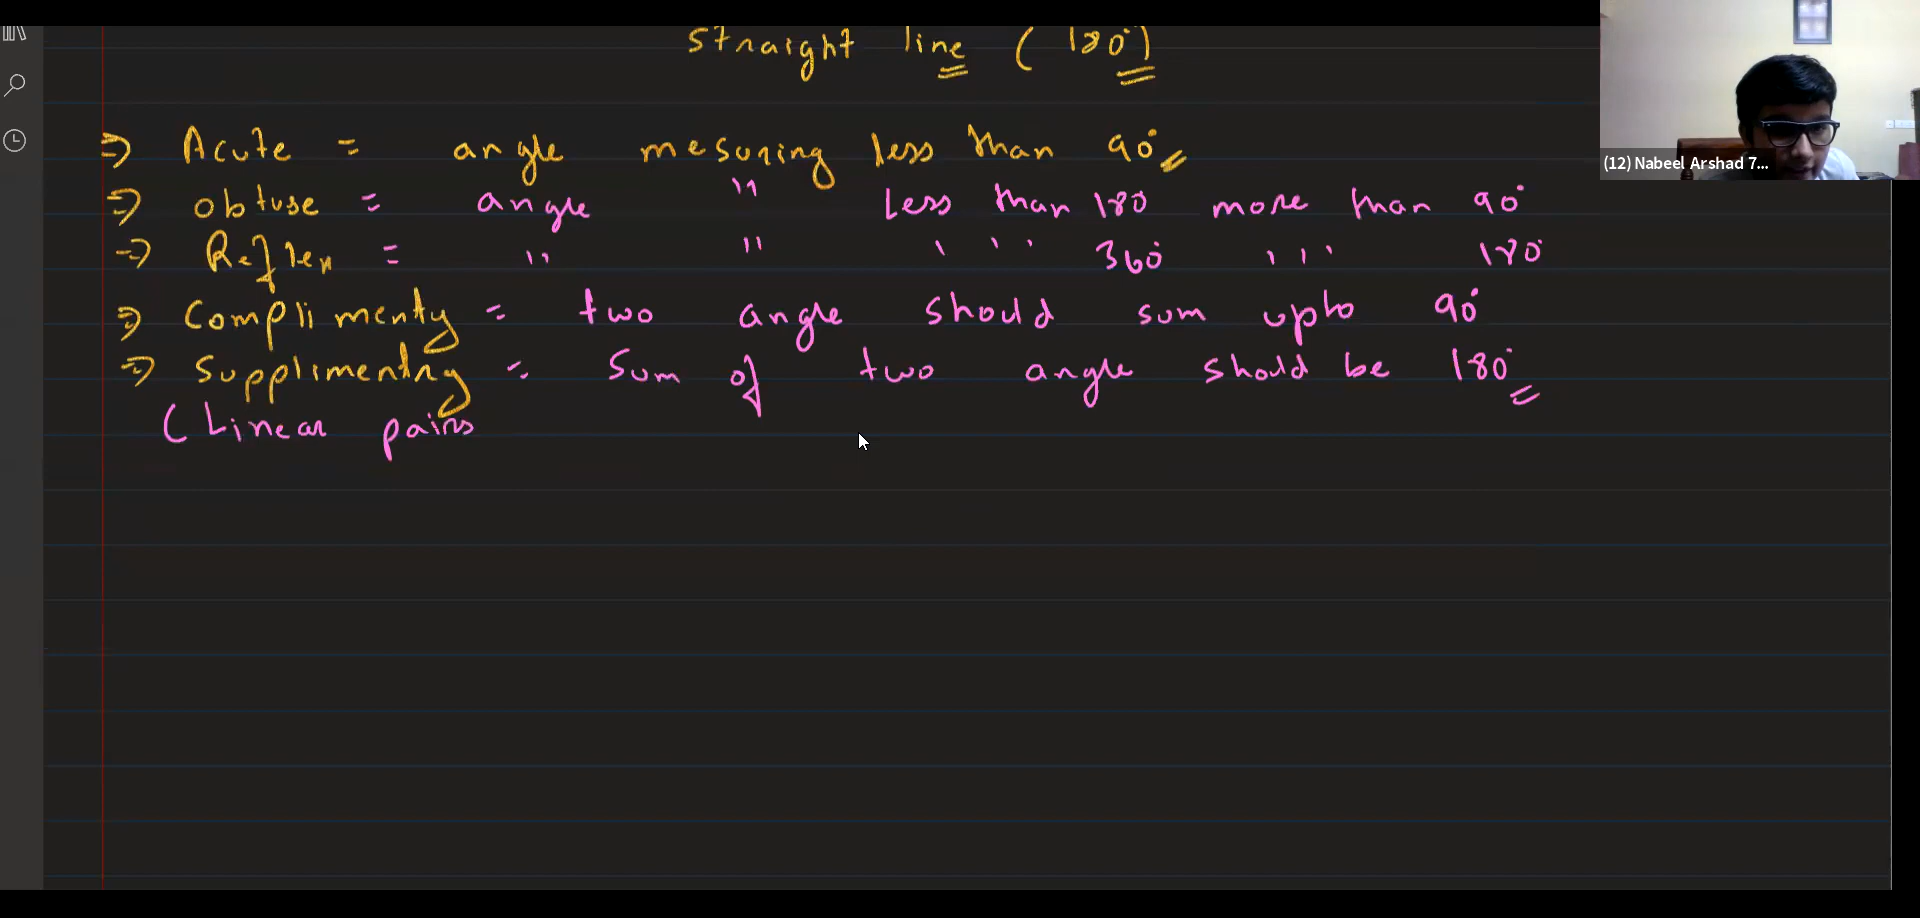 straight line (180°)
(12) Nabeel Arshad 7...
⇒ Acute = angle mesuring less than 90°
⇒ obtuse = angle " less than 180 more than 90°
⇒ Reflex = " " ' ' ' 360° ' ' ' 180°
⇒ Complimenty = two angle should sum upto 90°
⇒ Supplimentry = Sum of two angle should be 180°
(Linear pairs